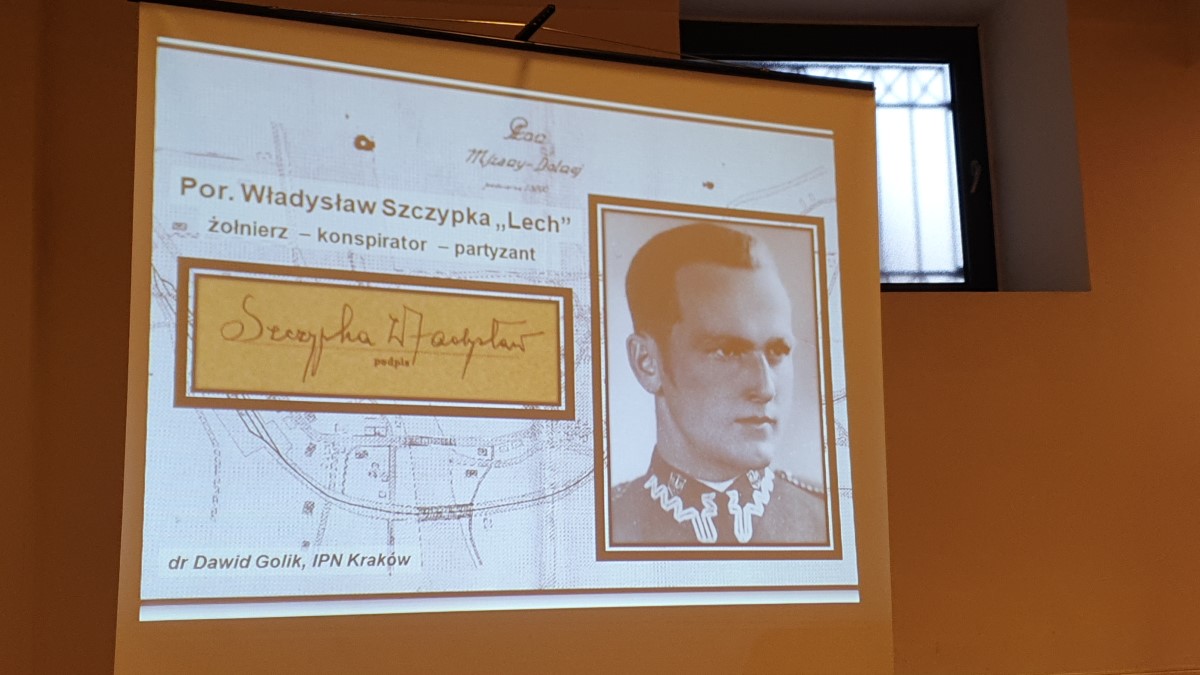 Por. Władysław Szczypka „Lech”
żołnierz – konspirator – partyzant
Szczypka Władysław
podpis
dr Dawid Golik, IPN Kraków